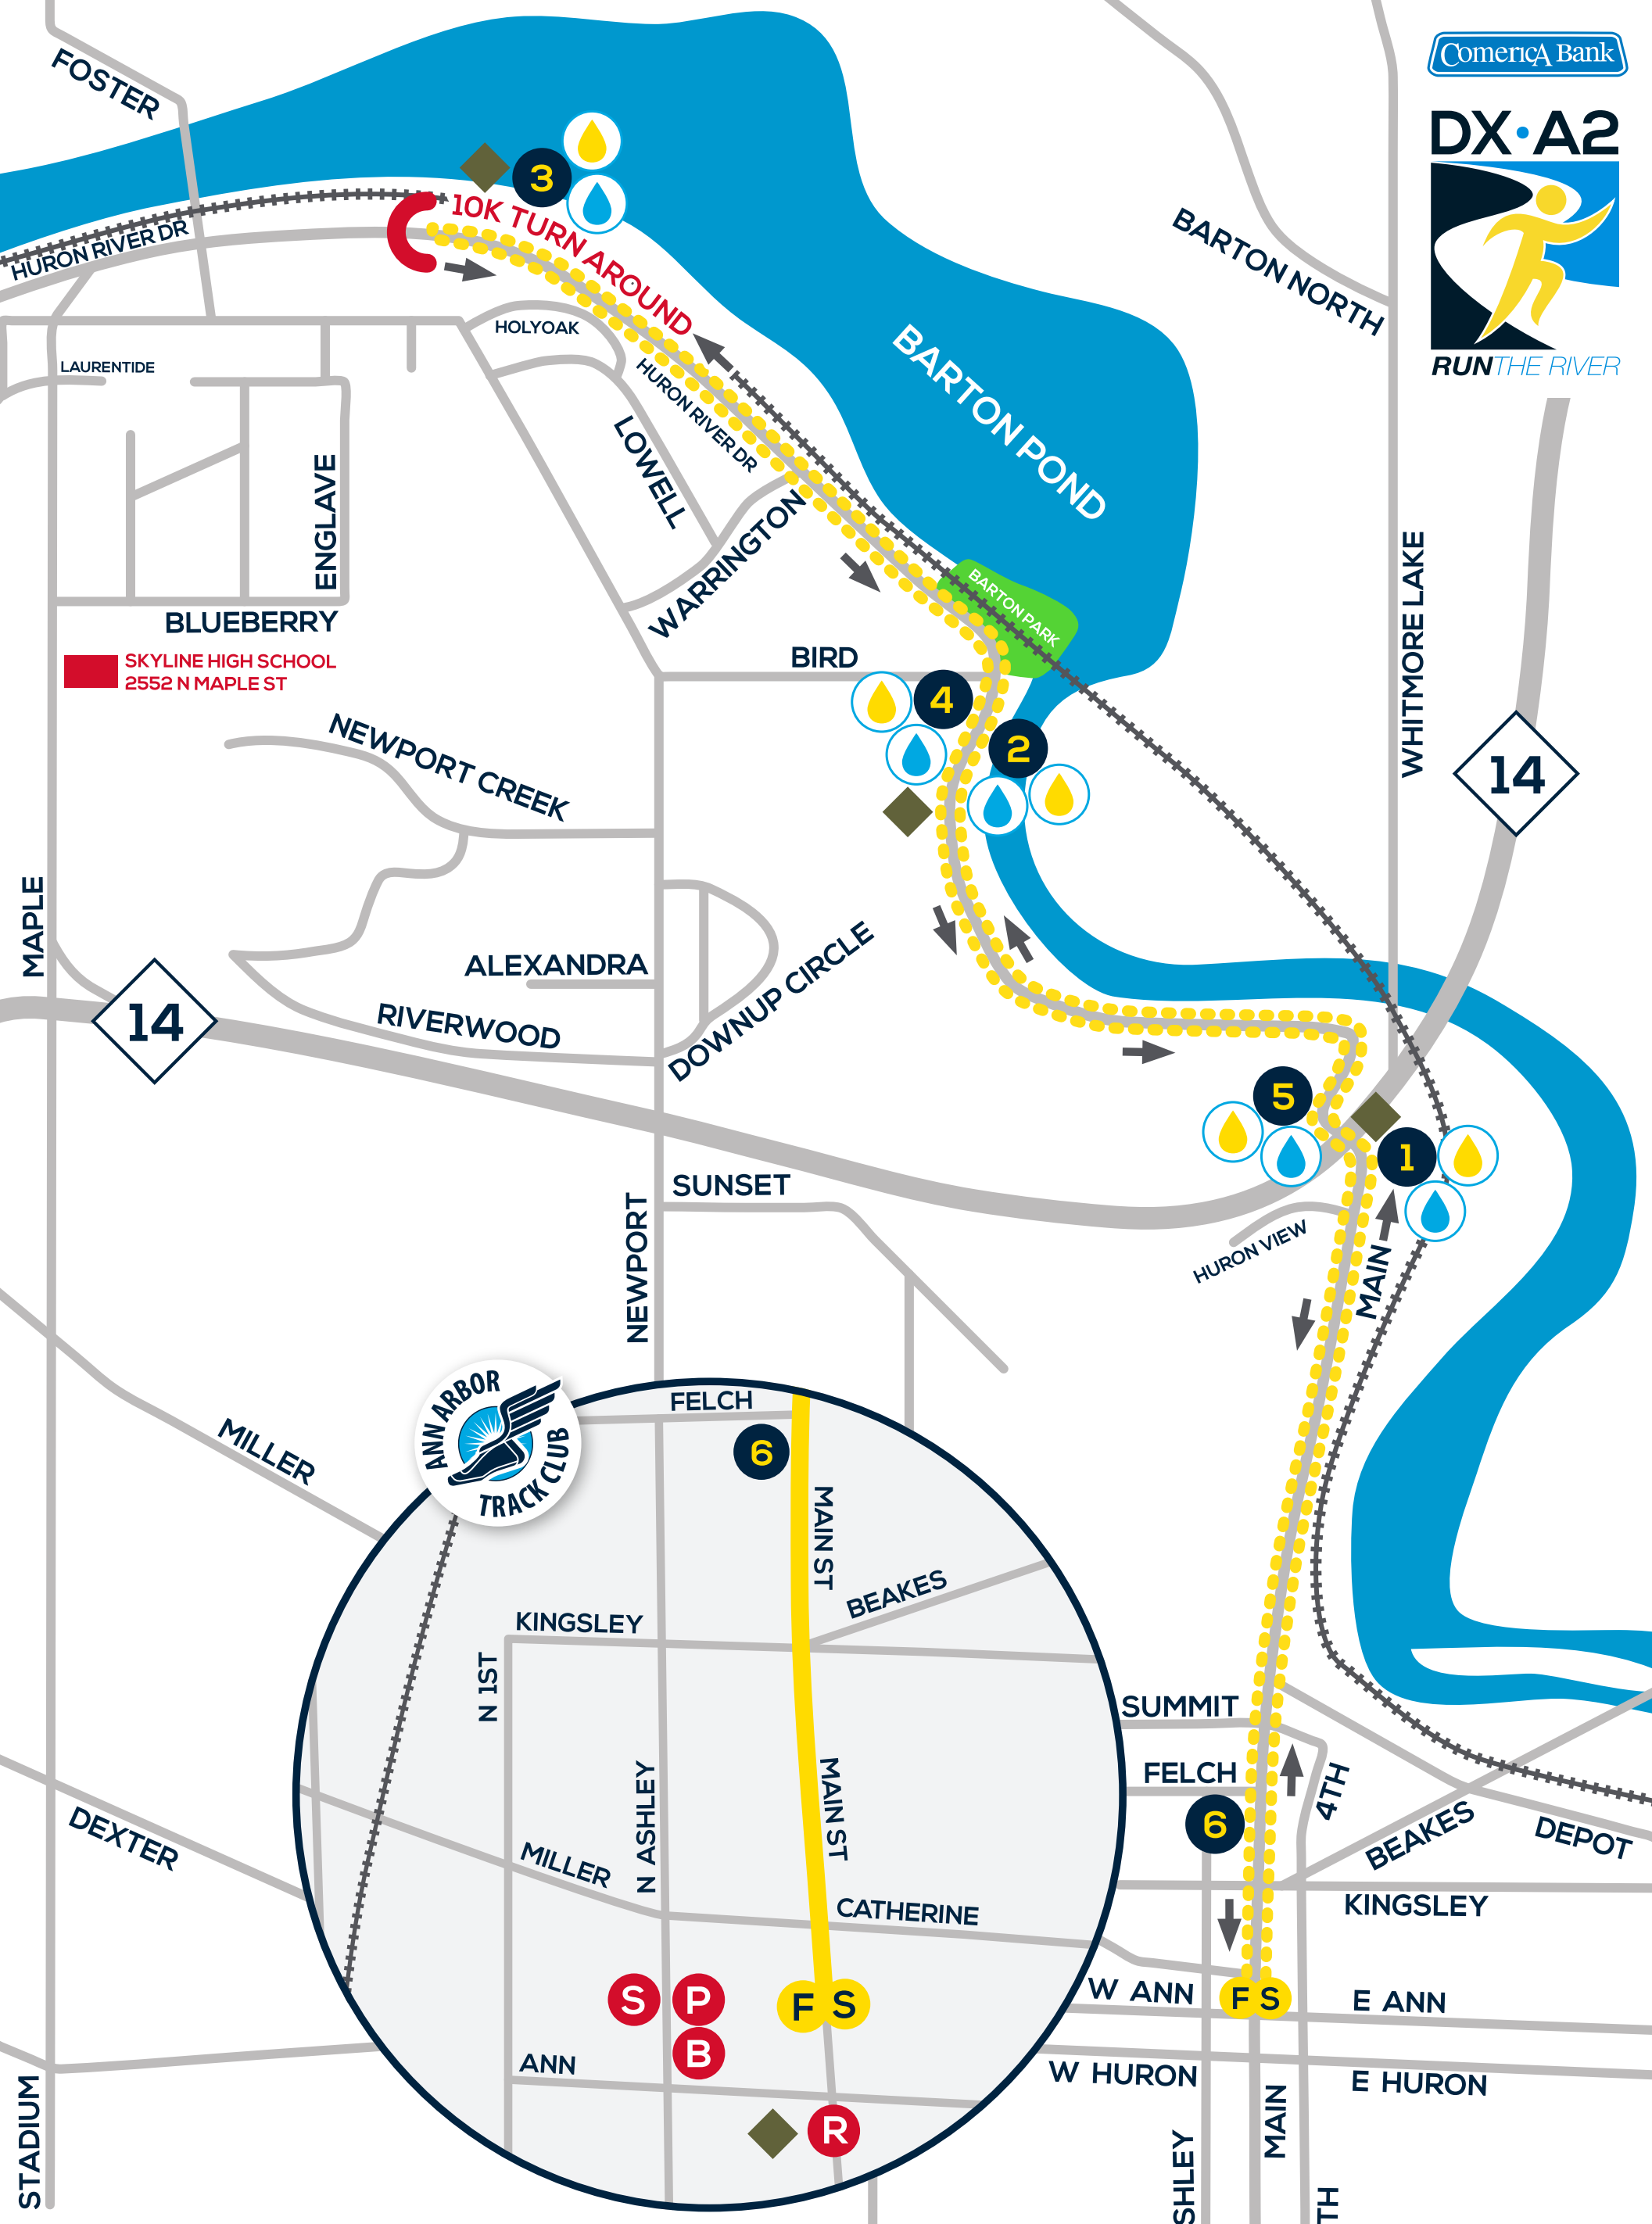 FOSTER
ComericA Bank
DX·A2
RUNTHE RIVER
3
10K TURN AROUND
HURON RIVER DR
BARTON NORTH
HOLYOAK
LAURENTIDE
HURON RIVER DR
BARTON POND
LOWELL
ENGLAVE
WARRINGTON
BARTON PARK
WHITMORE LAKE
BLUEBERRY
SKYLINE HIGH SCHOOL
2552 N MAPLE ST
BIRD
4
2
14
NEWPORT CREEK
MAPLE
ALEXANDRA
DOWNUP CIRCLE
14
RIVERWOOD
5
1
SUNSET
NEWPORT
HURON VIEW
MAIN
ANN ARBOR
TRACK CLUB
FELCH
6
MAIN ST
MILLER
BEAKES
KINGSLEY
N 1ST
SUMMIT
FELCH
4TH
6
N ASHLEY
MAIN ST
DEXTER
MILLER
BEAKES
DEPOT
KINGSLEY
CATHERINE
S
P
F
S
B
W ANN
F
S
E ANN
ANN
W HURON
E HURON
R
STADIUM
SHLEY
MAIN
TH